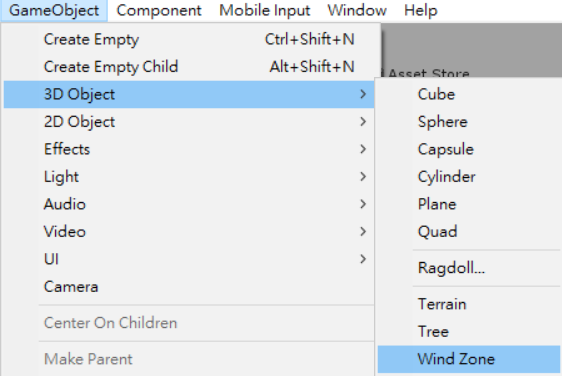 GameObject Component Mobile Input Window Help
Create Empty Ctrl+Shift+N
Create Empty Child Alt+Shift+N
Asset Store
3D Object >
2D Object >
Effects >
Light >
Audio >
Video >
UI >
Camera
Center On Children
Make Parent
Cube
Sphere
Capsule
Cylinder
Plane
Quad
Ragdoll...
Terrain
Tree
Wind Zone